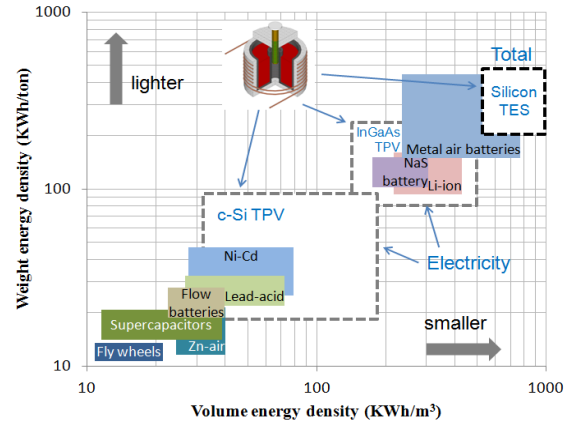 1000
Weight energy density (KWh/ton)
lighter
Total
Silicon
TES
InGaAs
TPV
Metal air batteries
NaS
battery
Li-ion
100
c-Si TPV
Ni-Cd
Electricity
Flow
batteries
Lead-acid
Supercapacitors
smaller
Zn-air
Fly wheels
10
10
100
1000
Volume energy density (KWh/m³)